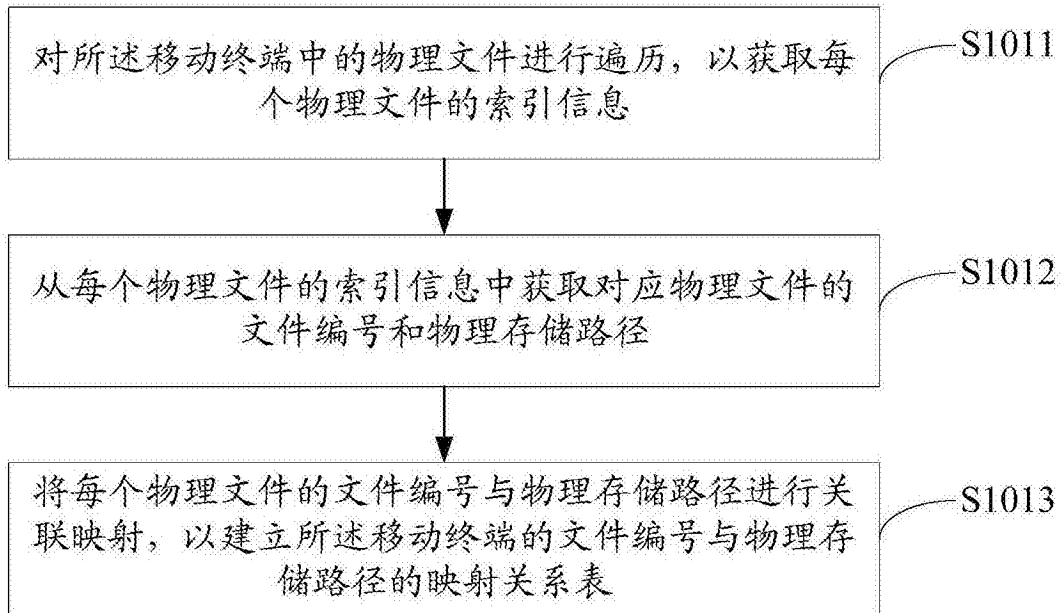 对所述移动终端中的物理文件进行遍历，以获取每
个物理文件的索引信息
S1011
从每个物理文件的索引信息中获取对应物理文件的
文件编号和物理存储路径
S1012
将每个物理文件的文件编号与物理存储路径进行关
联映射，以建立所述移动终端的文件编号与物理存
储路径的映射关系表
S1013